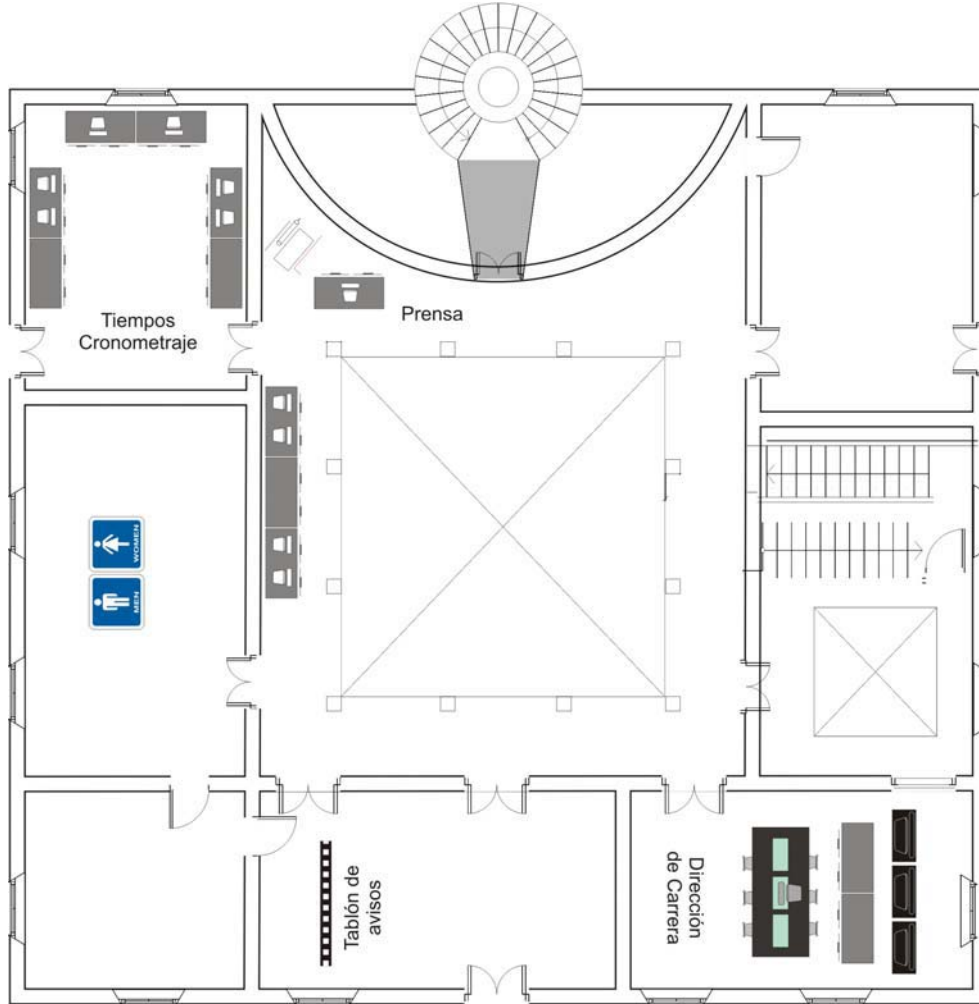 Tiempos
Cronometraje
Prensa
WOMEN
MEN
Tablón de
avisos
Dirección
de Carrera